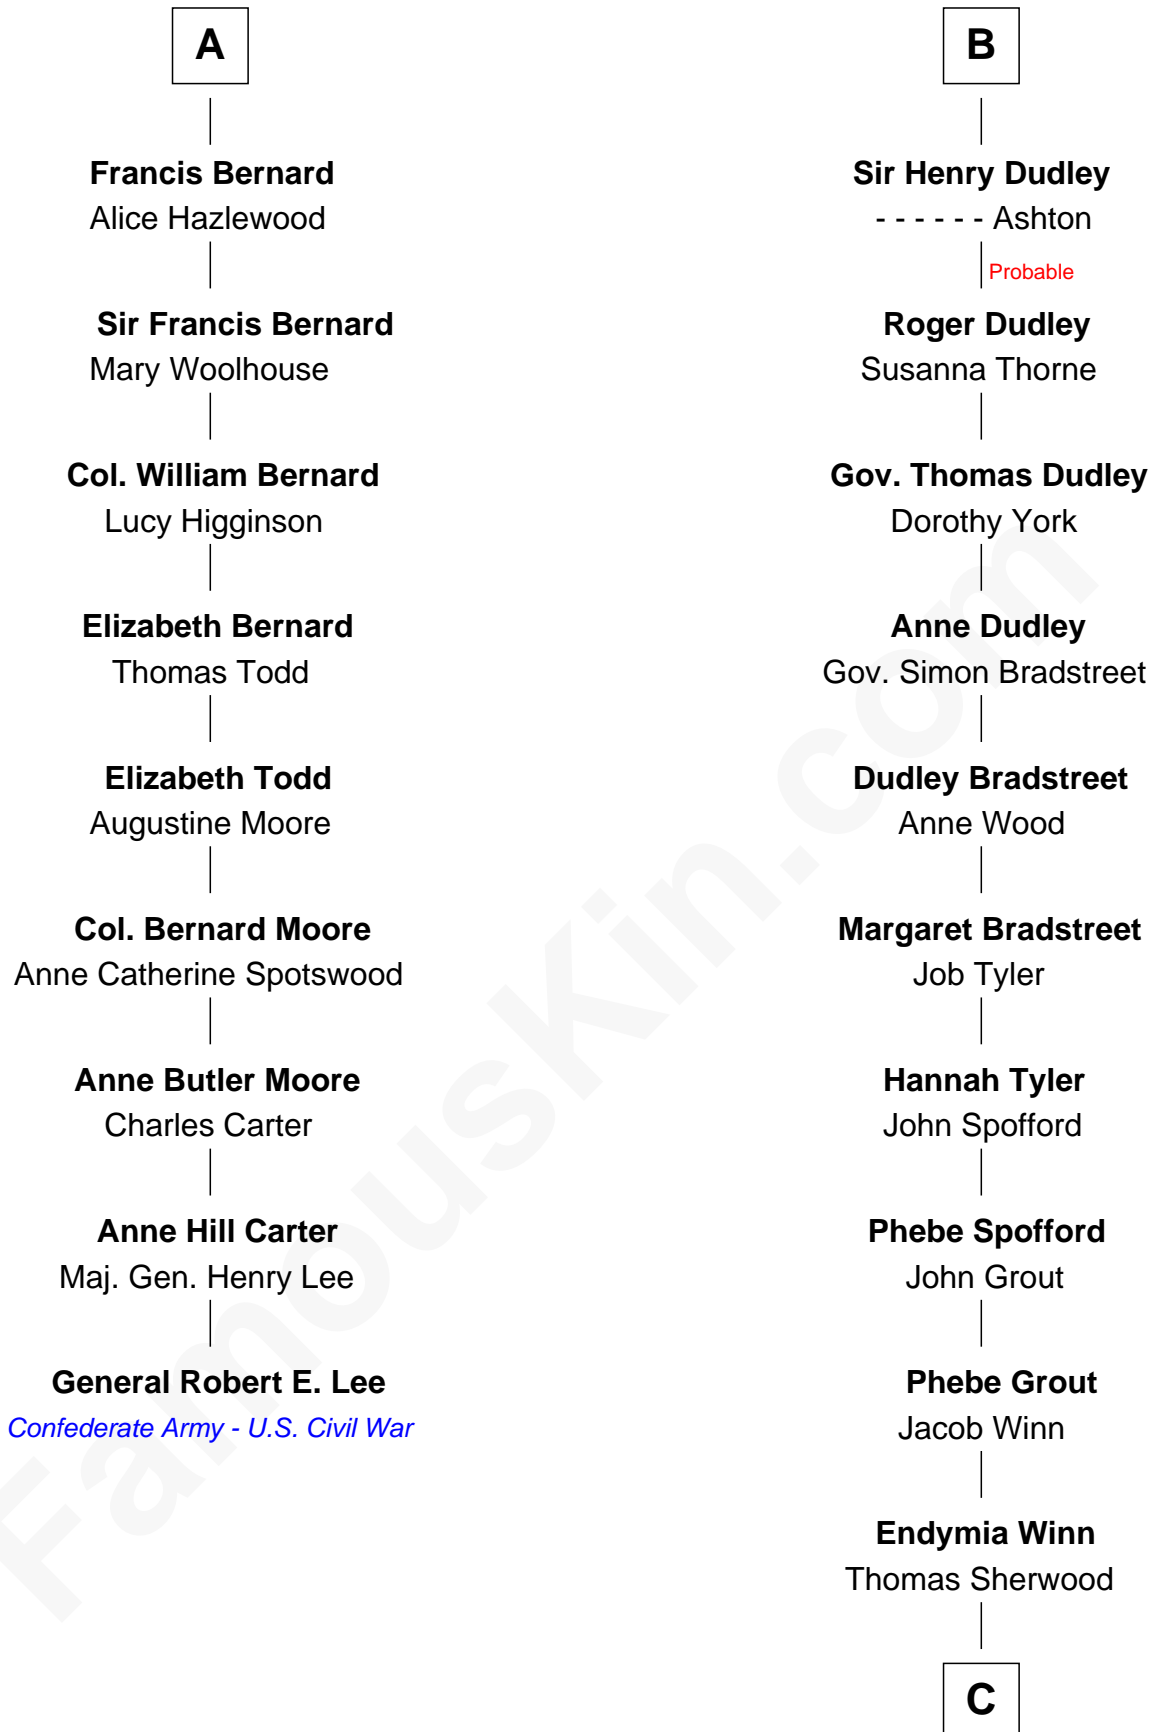 A
Francis Bernard
Alice Hazlewood
Sir Francis Bernard
Mary Woolhouse
Col. William Bernard
Lucy Higginson
Elizabeth Bernard
Thomas Todd
Elizabeth Todd
Augustine Moore
Col. Bernard Moore
Anne Catherine Spotswood
Anne Butler Moore
Charles Carter
Anne Hill Carter
Maj. Gen. Henry Lee
General Robert E. Lee
Confederate Army - U.S. Civil War
B
Sir Henry Dudley
- - - - - - Ashton
Probable
Roger Dudley
Susanna Thorne
Gov. Thomas Dudley
Dorothy York
Anne Dudley
Gov. Simon Bradstreet
Dudley Bradstreet
Anne Wood
Margaret Bradstreet
Job Tyler
Hannah Tyler
John Spofford
Phebe Spofford
John Grout
Phebe Grout
Jacob Winn
Endymia Winn
Thomas Sherwood
C
FamousKin.com